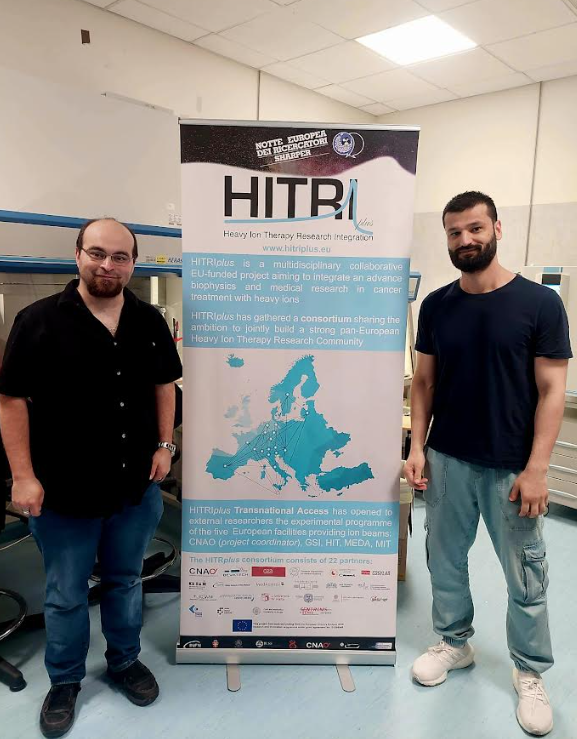 NOTTE EUROPEA
DEI RICERCATORI
SHARPER
HITRI
plus
Heavy Ion Therapy Research Integration
www.hitriplus.eu
HITRIplus is a multidisciplinary collaborative
EU-funded project aiming to integrate an advance
biophysics and medical research in cancer
treatment with heavy ions
HITRIplus has gathered a consortium sharing the
ambition to jointly build a strong pan-European
Heavy Ion Therapy Research Community
HITRIplus Transnational Access has opened to
external researchers the experimental programme
of the five European facilities providing ion beams:
CNAO (project coordinator), GSI, HIT, MEDA, MIT
The HITRIplus consortium consists of 22 partners:
CNAO
GSI
CNAO